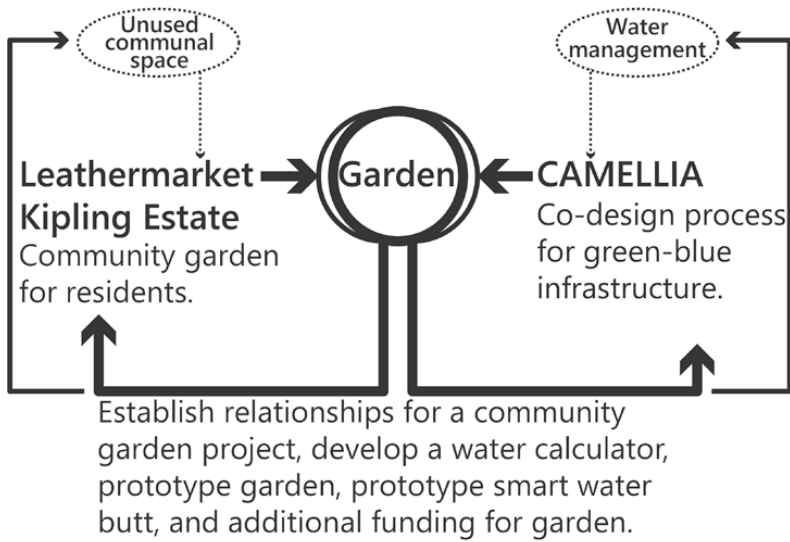 Unused
communal
space
Water
management
Leathermarket
Kipling Estate
Community garden
for residents.
Garden
CAMELLIA
Co-design process
for green-blue
infrastructure.
Establish relationships for a community
garden project, develop a water calculator,
prototype garden, prototype smart water
butt, and additional funding for garden.